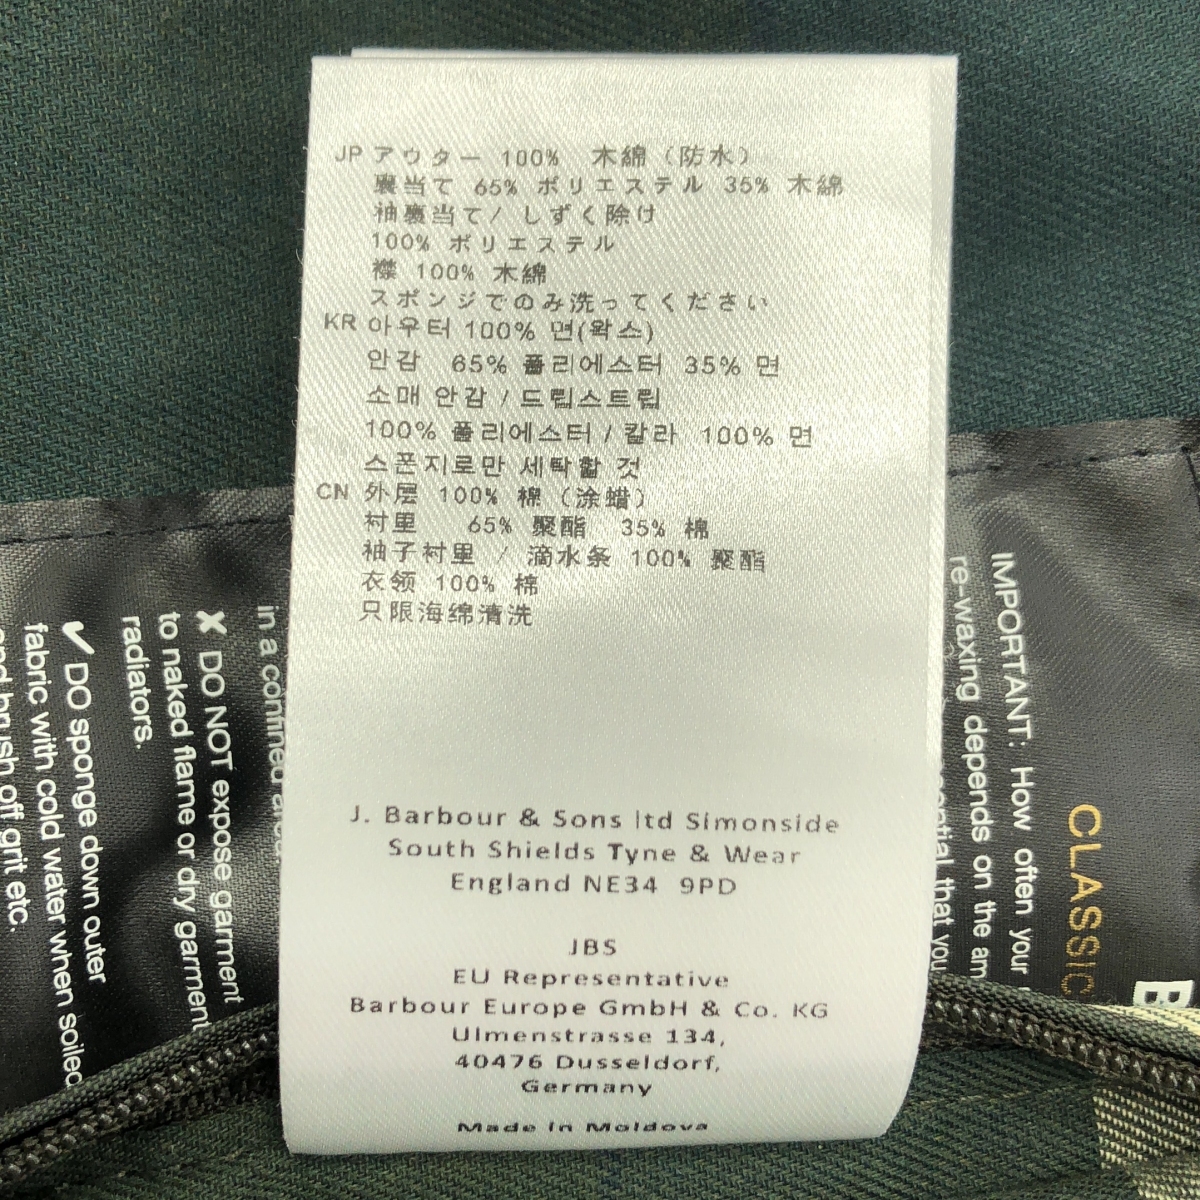 JP アウター 100% 木綿 (防水)
裏当て 65% ポリエステル 35% 木綿
袖裏当て/ しずく除け
100% ポリエステル
襟 100% 木綿
スポンジでのみ洗ってください
KR 아우터 100% 면(왁스)
안감 65% 폴리에스터 35% 면
소매 안감 / 드립스트립
100% 폴리에스터 / 칼라 100% 면
스폰지로만 세탁할 것
CN 外层 100% 棉 (涂蜡)
衬里 65% 聚酯 35% 棉
袖子衬里 / 滴水条 100% 聚酯
衣领 100% 棉
只限海绵清洗
J. Barbour & Sons ltd Simonside
South Shields Tyne & Wear
England NE34 9PD
JBS
EU Representative
Barbour Europe GmbH & Co. KG
Ulmenstrasse 134,
40476 Dusseldorf,
Germany
Made in Moldova
CLASSIC
IMPORTANT: How often your
re-waxing depends on the am
that you
in a confined area
✗ DO NOT expose garment
to naked flame or dry garment
radiators.
✓ DO sponge down outer
fabric with cold water when soiled
and brush off grit etc.